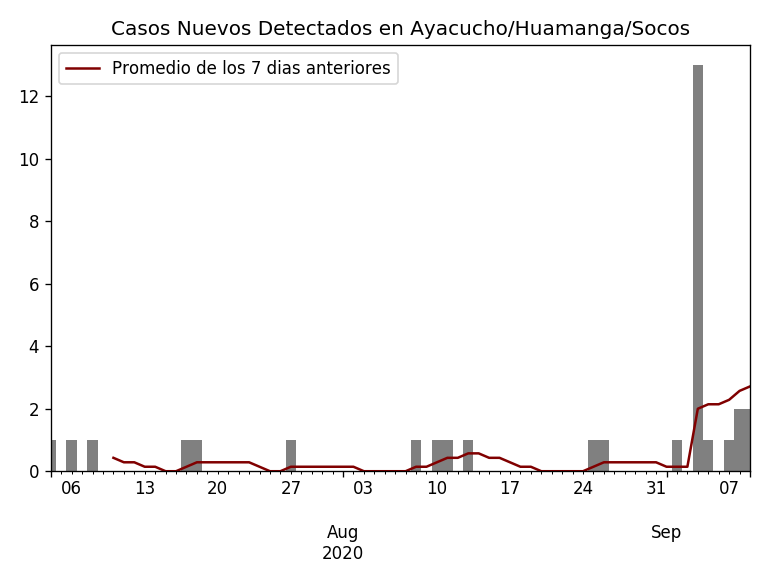 Casos Nuevos Detectados en Ayacucho/Huamanga/Socos
Promedio de los 7 dias anteriores
12
10
8
6
4
2
0
06 13 20 27 03 10 17 24 31 07
Aug Sep
2020